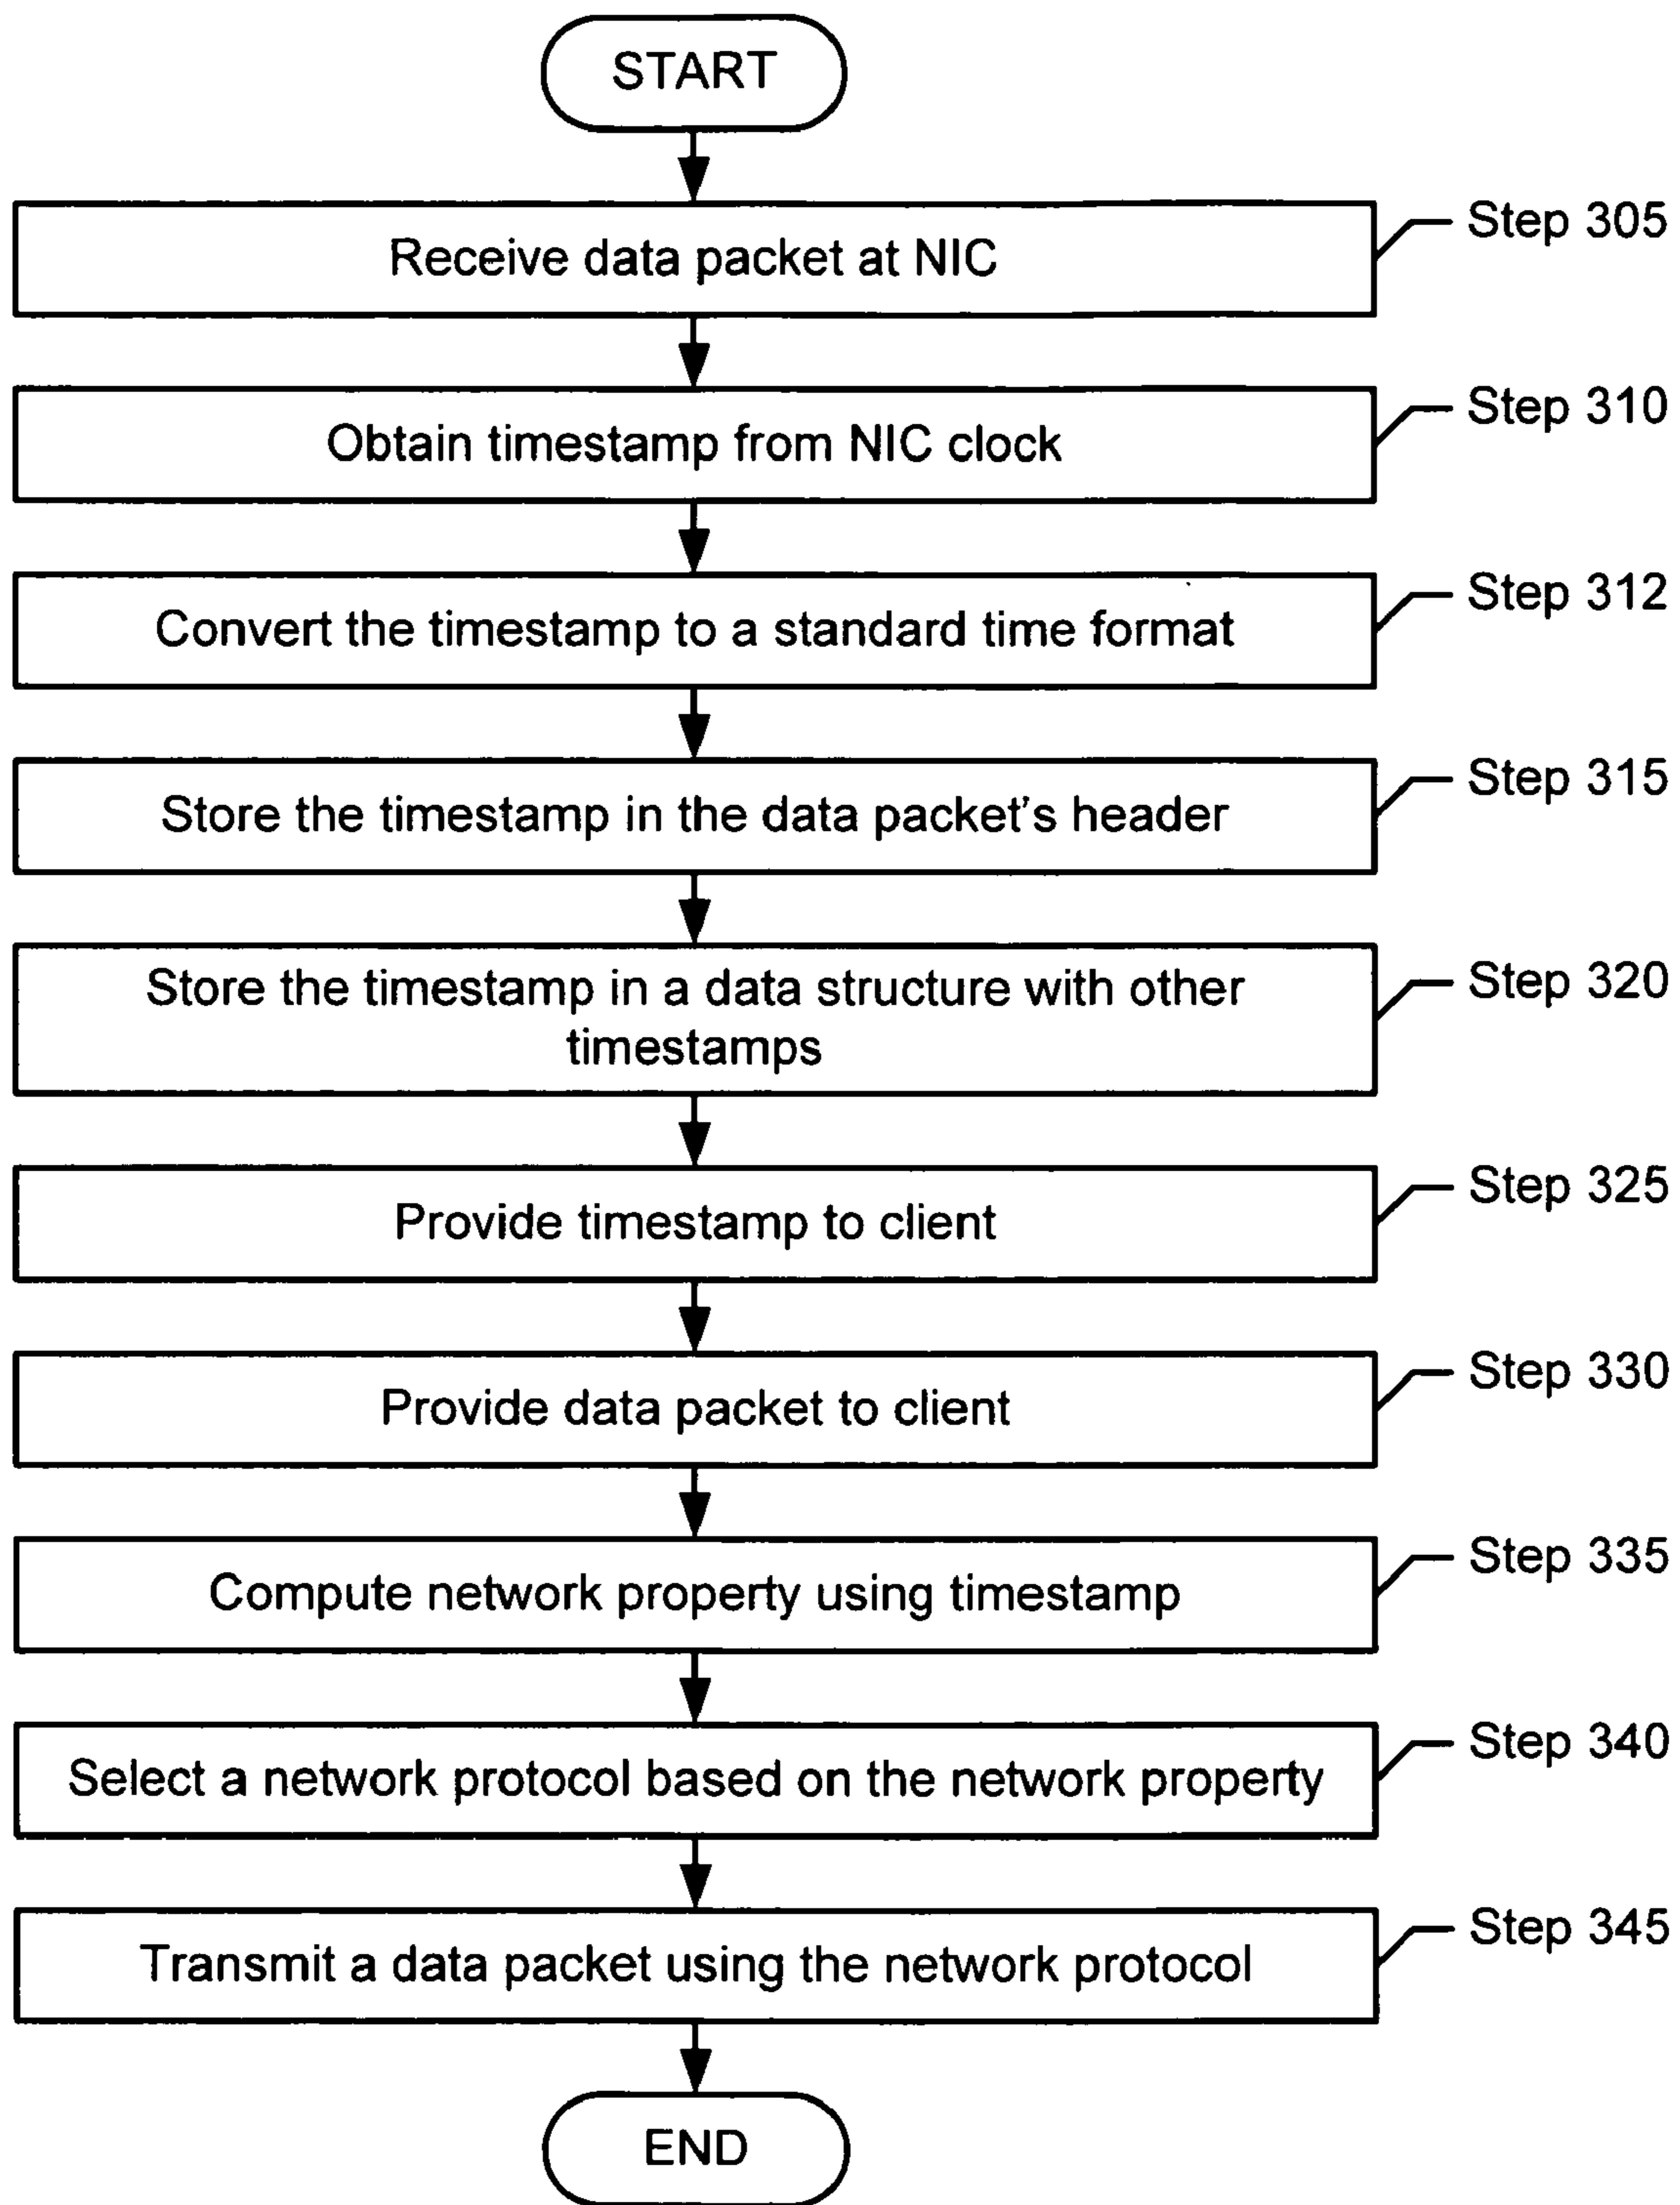 START
Receive data packet at NIC
Step 305
Obtain timestamp from NIC clock
Step 310
Convert the timestamp to a standard time format
Step 312
Store the timestamp in the data packet’s header
Step 315
Store the timestamp in a data structure with other
timestamps
Step 320
Provide timestamp to client
Step 325
Provide data packet to client
Step 330
Compute network property using timestamp
Step 335
Select a network protocol based on the network property
Step 340
Transmit a data packet using the network protocol
Step 345
END